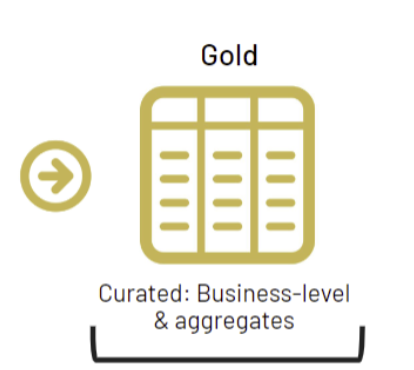 Gold
Curated: Business-level
& aggregates